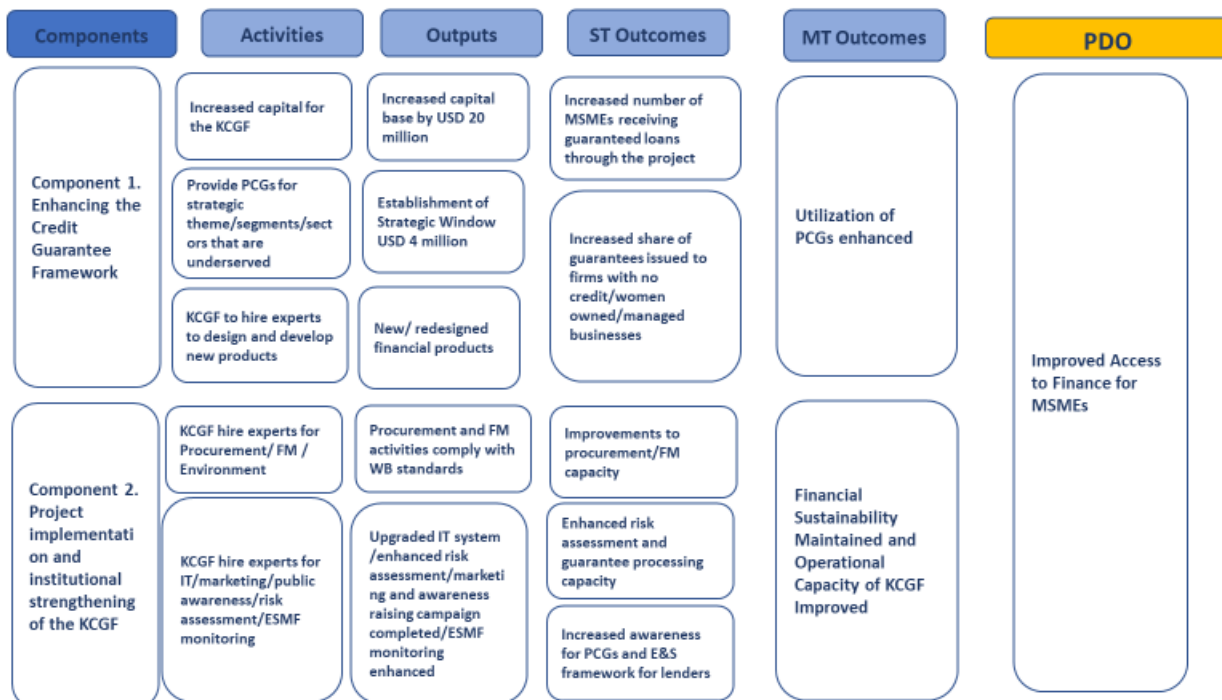 Components
Activities
Outputs
ST Outcomes
MT Outcomes
PDO
Component 1.
Enhancing the
Credit
Guarantee
Framework
Increased capital for
the KCGF
Provide PCGs for
strategic
theme/segments/sect
ors that are
underserved
KCGF to hire experts
to design and develop
new products
Increased capital
base by USD 20
million
Establishment of
Strategic Window
USD 4 million
New/ redesigned
financial products
Increased number of
MSMEs receiving
guaranteed loans
through the project
Increased share of
guarantees issued to
firms with no
credit/women
owned/managed
businesses
Utilization of
PCGs enhanced
Improved Access
to Finance for
MSMEs
Component 2.
Project
implementati
on and
institutional
strengthening
of the KCGF
KCGF hire experts for
Procurement/ FM /
Environment
KCGF hire experts for
IT/marketing/public
awareness/risk
assessment/ESMF
monitoring
Procurement and FM
activities comply with
WB standards
Upgraded IT system
/enhanced risk
assessment/marketi
ng and awareness
raising campaign
completed/ESMF
monitoring
enhanced
Improvements to
procurement/FM
capacity
Enhanced risk
assessment and
guarantee processing
capacity
Increased awareness
for PCGs and E&S
framework for lenders
Financial
Sustainability
Maintained and
Operational
Capacity of KCGF
Improved